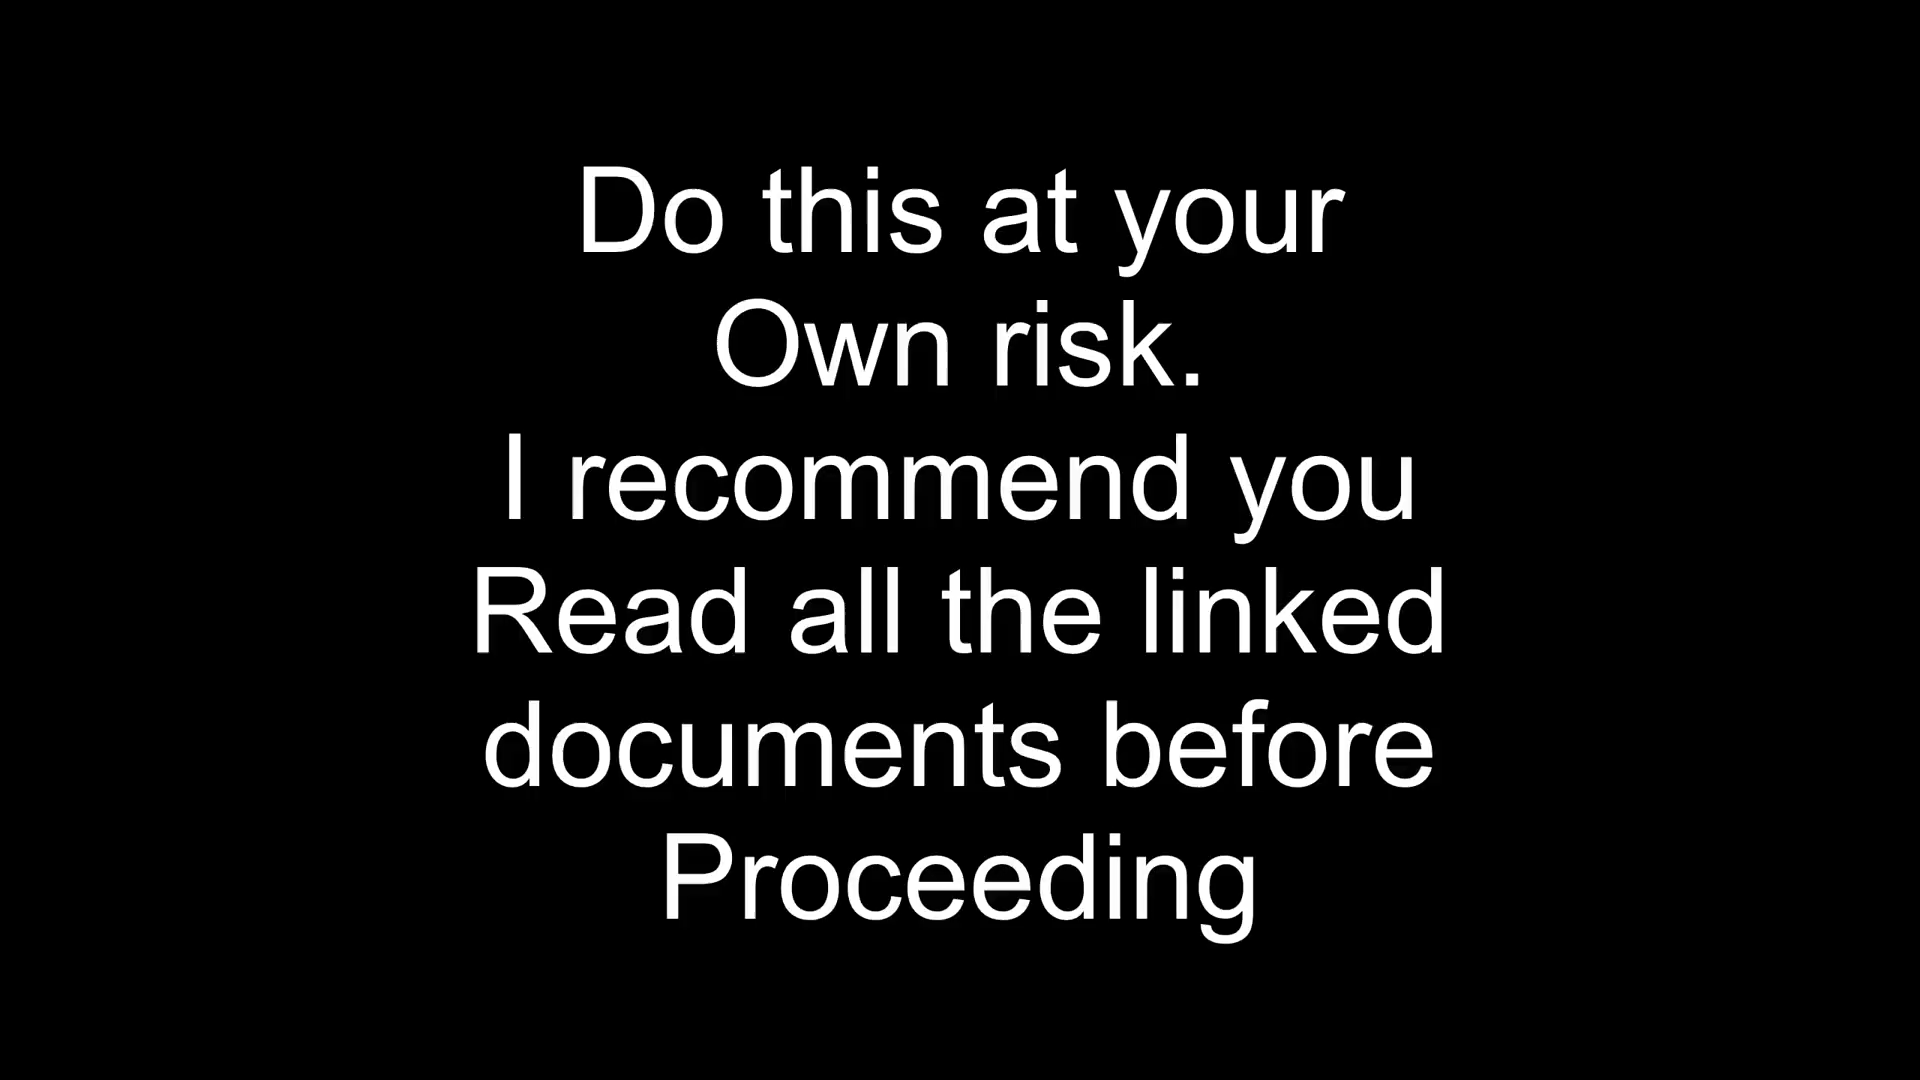 Do this at your
Own risk.
I recommend you
Read all the linked
documents before
Proceeding